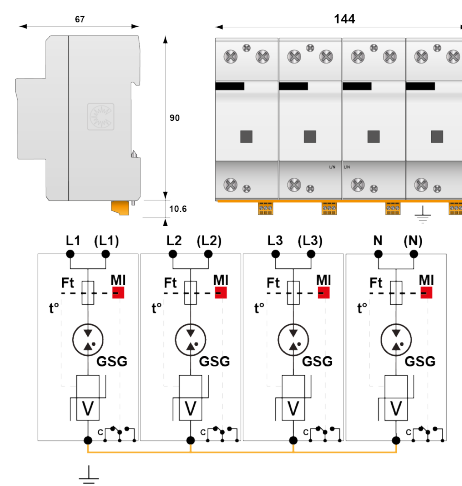 67
144
90
10.6
L/N L/N
L1 (L1) L2 (L2) L3 (L3) N (N)
Ft MI Ft MI Ft MI Ft MI
t° t° t° t°
GSG GSG GSG GSG
V V V V
C C C C